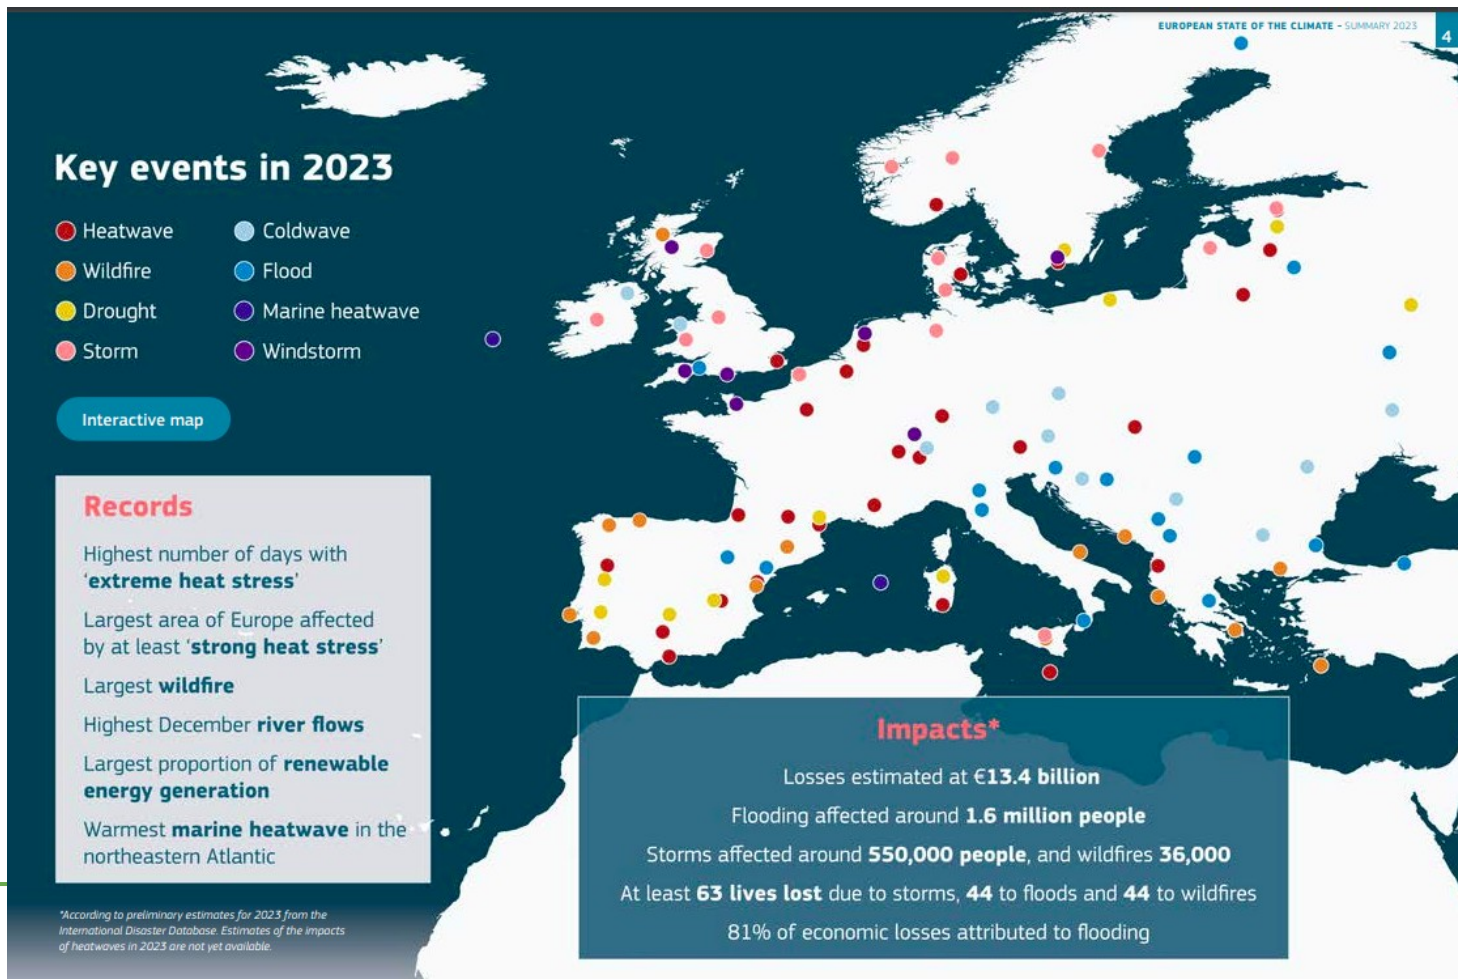 EUROPEAN STATE OF THE CLIMATE – SUMMARY 2023
4
Key events in 2023
Heatwave
Coldwave
Wildfire
Flood
Drought
Marine heatwave
Storm
Windstorm
Interactive map
Records
Highest number of days with
‘extreme heat stress’
Largest area of Europe affected
by at least ‘strong heat stress’
Largest wildfire
Highest December river flows
Largest proportion of renewable
energy generation
Warmest marine heatwave in the
northeastern Atlantic
*According to preliminary estimates for 2023 from the
International Disaster Database. Estimates of the impacts
of heatwaves in 2023 are not yet available.
Impacts*
Losses estimated at €13.4 billion
Flooding affected around 1.6 million people
Storms affected around 550,000 people, and wildfires 36,000
At least 63 lives lost due to storms, 44 to floods and 44 to wildfires
81% of economic losses attributed to flooding